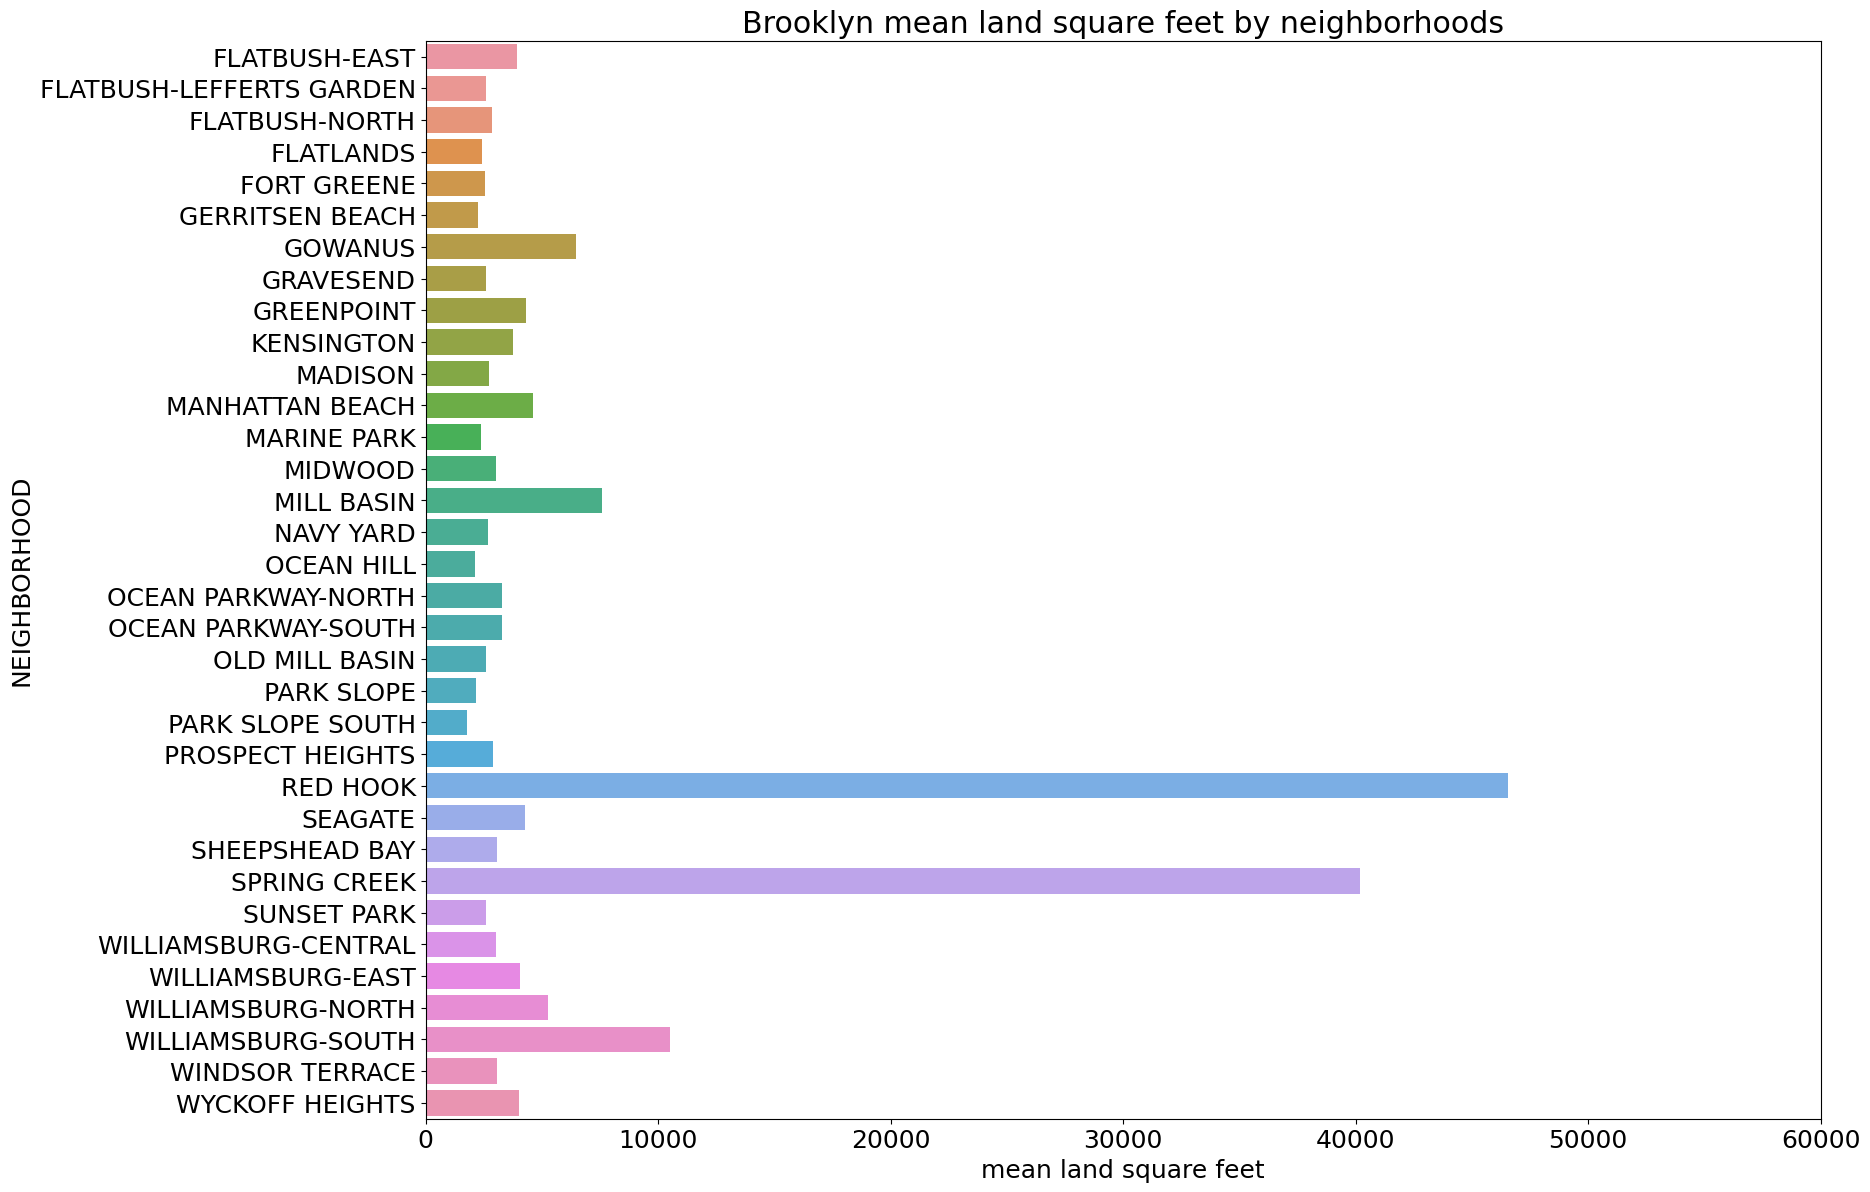 Brooklyn mean land square feet by neighborhoods
NEIGHBORHOOD
FLATBUSH-EAST
FLATBUSH-LEFFERTS GARDEN
FLATBUSH-NORTH
FLATLANDS
FORT GREENE
GERRITSEN BEACH
GOWANUS
GRAVESEND
GREENPOINT
KENSINGTON
MADISON
MANHATTAN BEACH
MARINE PARK
MIDWOOD
MILL BASIN
NAVY YARD
OCEAN HILL
OCEAN PARKWAY-NORTH
OCEAN PARKWAY-SOUTH
OLD MILL BASIN
PARK SLOPE
PARK SLOPE SOUTH
PROSPECT HEIGHTS
RED HOOK
SEAGATE
SHEEPSHEAD BAY
SPRING CREEK
SUNSET PARK
WILLIAMSBURG-CENTRAL
WILLIAMSBURG-EAST
WILLIAMSBURG-NORTH
WILLIAMSBURG-SOUTH
WINDSOR TERRACE
WYCKOFF HEIGHTS
0 10000 20000 30000 40000 50000 60000
mean land square feet